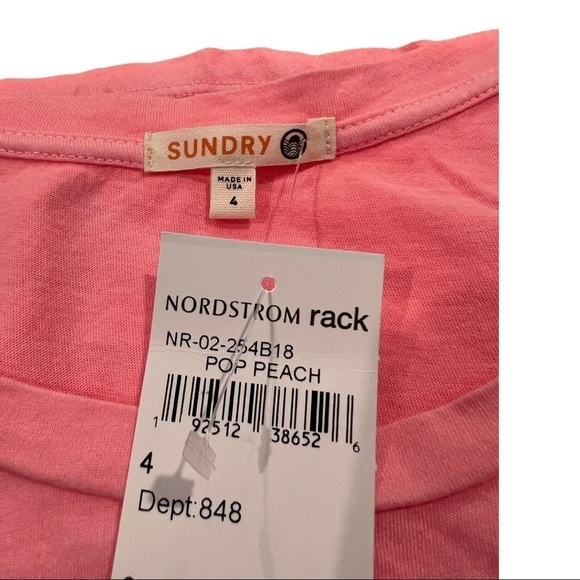 SUNDRY
MADE IN
USA
4
NORDSTROM rack
NR-02-254B18
POP PEACH
1 92512 38652 6
4
Dept:848